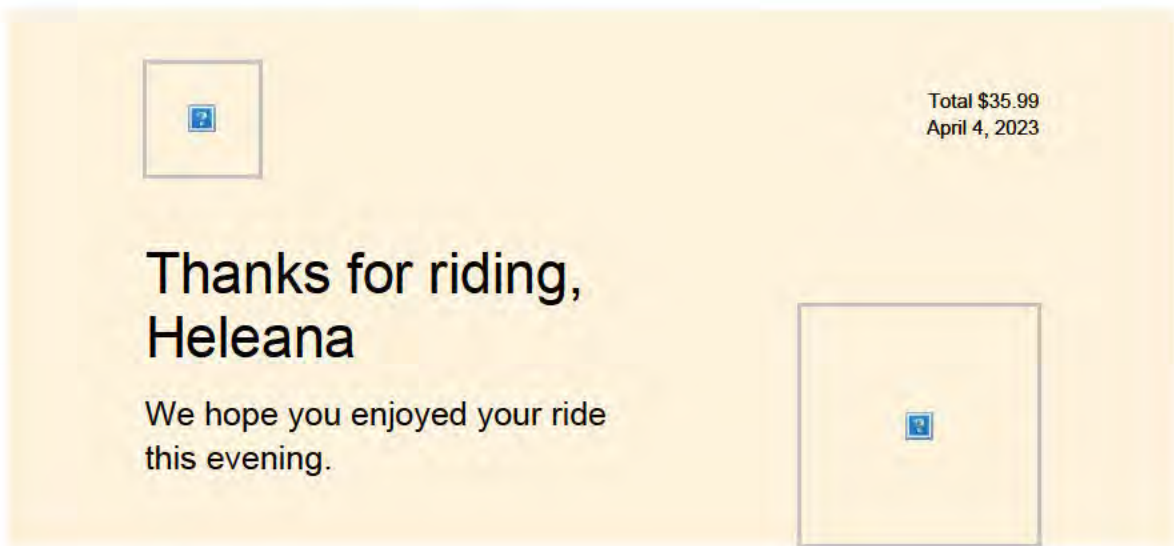 Total $35.99
April 4, 2023
Thanks for riding,
Heleana
We hope you enjoyed your ride
this evening.